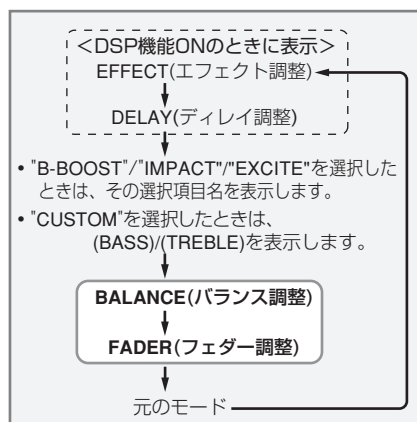 <DSP機能ONのときに表示>
EFFECT(エフェクト調整)
DELAY(ディレイ調整)
• "B-BOOST"/"IMPACT"/"EXCITE"を選択した
ときは、その選択項目名を表示します。
• "CUSTOM"を選択したときは、
(BASS)/(TREBLE)を表示します。
BALANCE(バランス調整)
FADER(フェダー調整)
元のモード